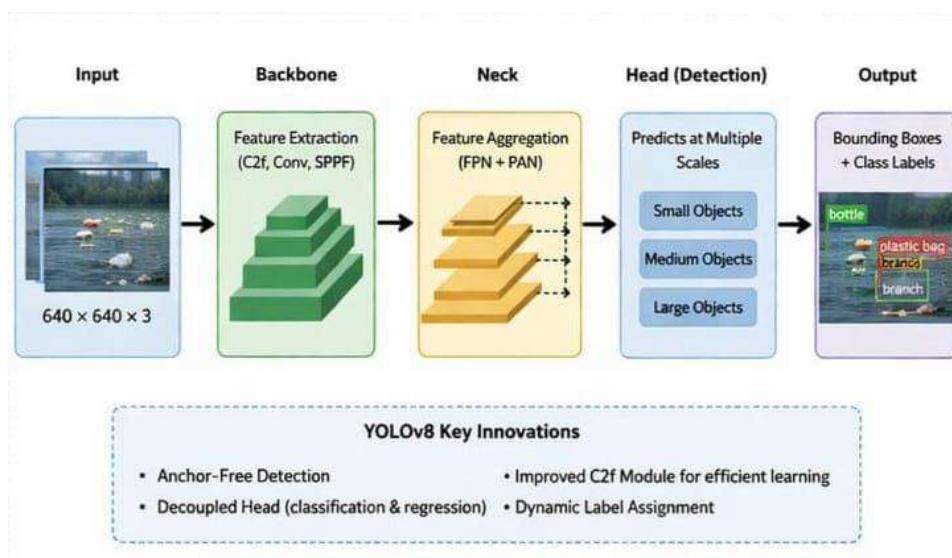 Input
Backbone
Neck
Head (Detection)
Output
Feature Extraction
(C2f, Conv, SPPF)
Feature Aggregation
(FPN + PAN)
Predicts at Multiple
Scales
Bounding Boxes
+ Class Labels
640 × 640 × 3
Small Objects
Medium Objects
Large Objects
bottle
plastic beg
branch
YOLOv8 Key Innovations
• Anchor-Free Detection
• Decoupled Head (classification & regression)
• Improved C2f Module for efficient learning
• Dynamic Label Assignment